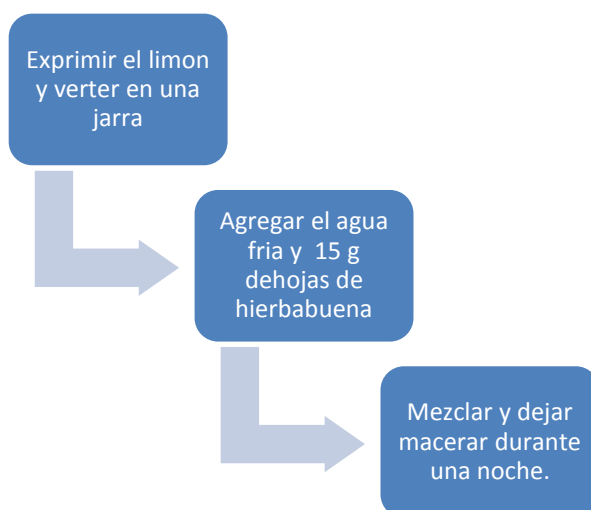 Exprimir el limon
y verter en una
jarra
Agregar el agua
fria y  15 g
dehojas de
hierbabuena
Mezclar y dejar
macerar durante
una noche.